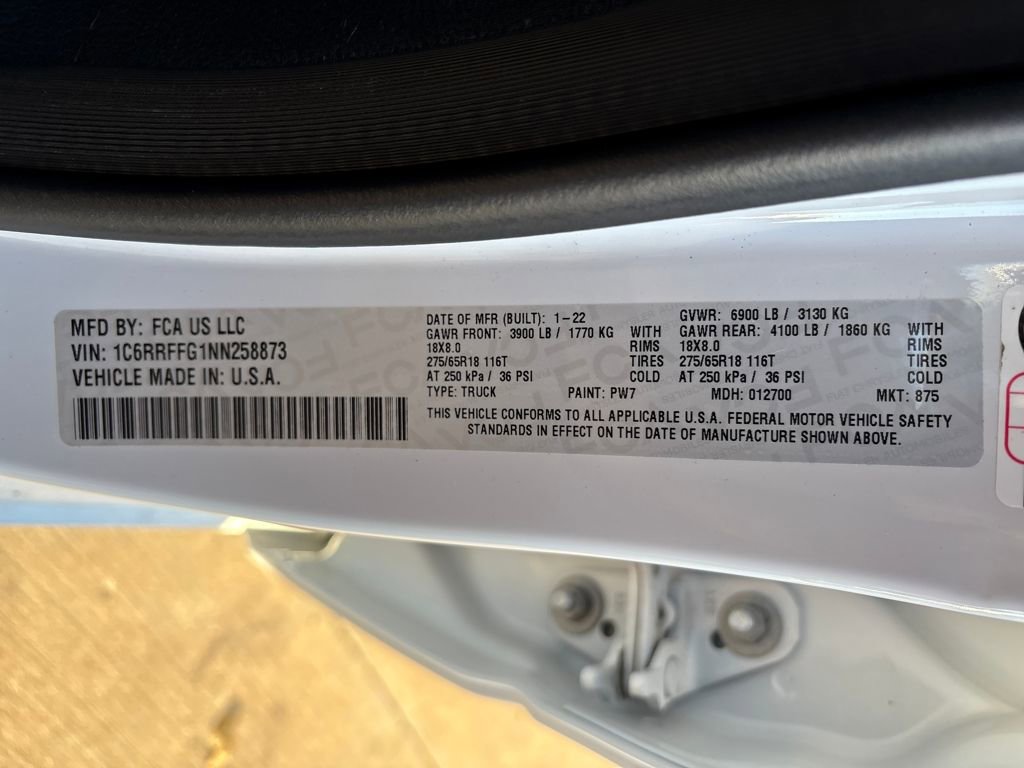 MFD BY: FCA US LLC
VIN: 1C6RRFFG1NN258873
VEHICLE MADE IN: U.S.A.
DATE OF MFR (BUILT): 1-22 GVWR: 6900 LB / 3130 KG
GAWR FRONT: 3900 LB / 1770 KG WITH GAWR REAR: 4100 LB / 1860 KG WITH
18X8.0 RIMS 18X8.0 RIMS
275/65R18 116T TIRES 275/65R18 116T TIRES
AT 250 kPa / 36 PSI COLD AT 250 kPa / 36 PSI COLD
TYPE: TRUCK PAINT: PW7 MDH: 012700 MKT: 875
THIS VEHICLE CONFORMS TO ALL APPLICABLE U.S.A. FEDERAL MOTOR VEHICLE SAFETY
STANDARDS IN EFFECT ON THE DATE OF MANUFACTURE SHOWN ABOVE.